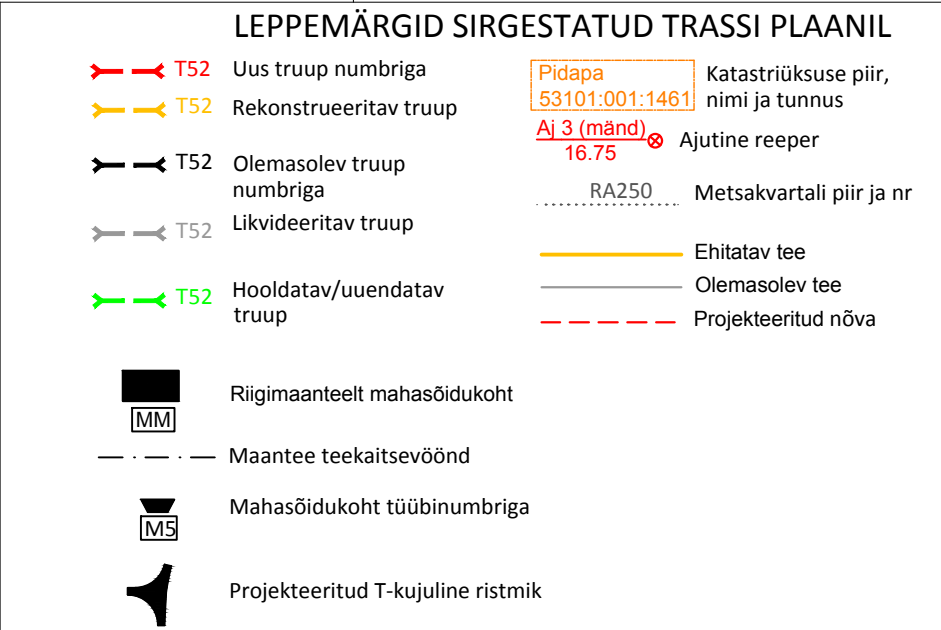 LEPPEMÄRGID SIRGESTATUD TRASSI PLAANIL
T52 Uus truup numbriga
T52 Rekonstrueeritav truup
T52 Olemasolev truup
numbriga
T52 Likvideeritav truup
T52 Hooldatav/uuendatav
truup
MM
Riigimaanteelt mahasõidukoht
Maantee teekaitsevöönd
M5
Mahasõidukoht tüübinumbriga
Projekteeritud T-kujuline ristmik
Pidapa
53101:001:1461
Katastriüksuse piir,
nimi ja tunnus
Aj 3 (mänd)
16.75
Ajutine reeper
RA250 Metsakvartali piir ja nr
Ehitatav tee
Olemasolev tee
Projekteeritud nõva